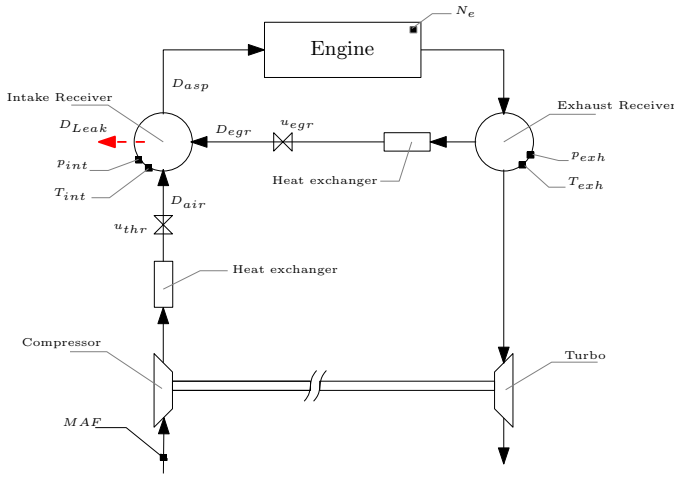 N_e
Engine
D_asp
Intake Receiver
Exhaust Receiver
D_Leak
D_egr
u_egr
p_int
p_exh
T_int
Heat exchanger
T_exh
D_air
u_thr
Heat exchanger
Compressor
Turbo
MAF